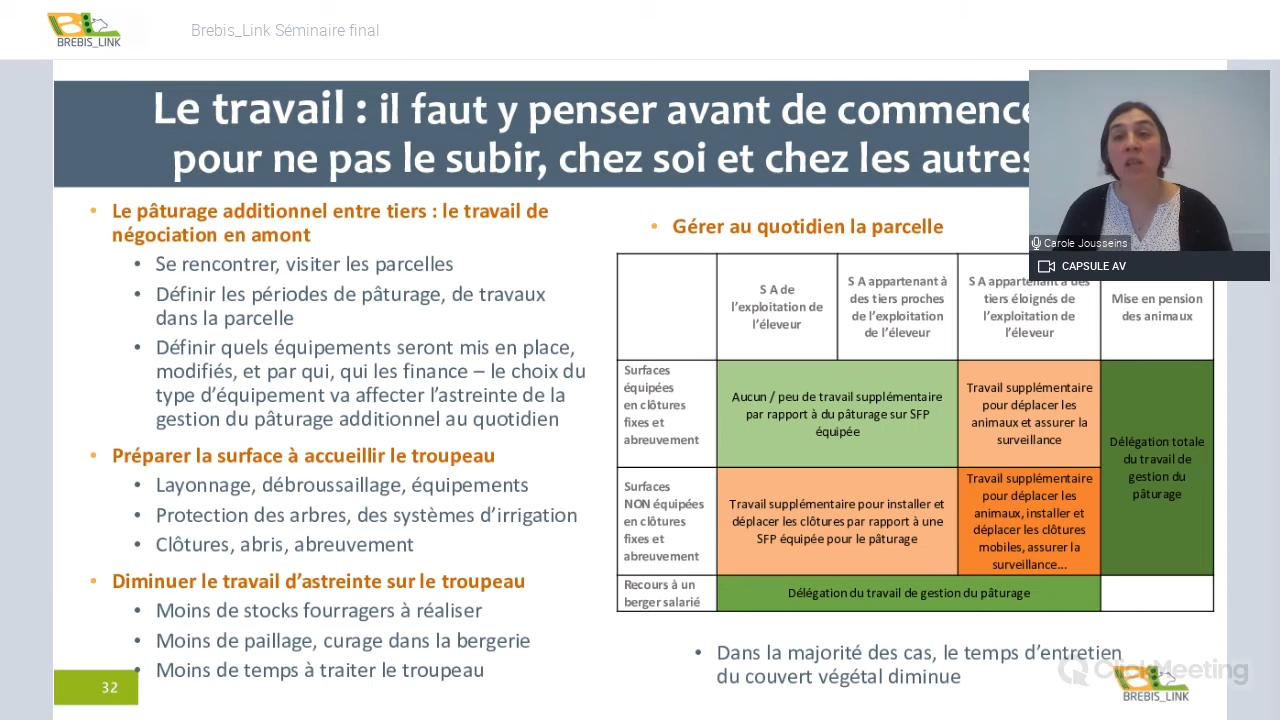 BREBIS_LINK
Brebis_Link Séminaire final
Le travail : il faut y penser avant de commence
pour ne pas le subir, chez soi et chez les autres
Carole Jousseins
CAPSULE AV
• Le pâturage additionnel entre tiers : le travail de
négociation en amont
• Se rencontrer, visiter les parcelles
• Définir les périodes de pâturage, de travaux
dans la parcelle
• Définir quels équipements seront mis en place,
modifiés, et par qui, qui les finance – le choix du
type d’équipement va affecter l’astreinte de la
gestion du pâturage additionnel au quotidien
• Préparer la surface à accueillir le troupeau
• Layonnage, débroussaillage, équipements
• Protection des arbres, des systèmes d’irrigation
• Clôtures, abris, abreuvement
• Diminuer le travail d’astreinte sur le troupeau
• Moins de stocks fourragers à réaliser
• Moins de paillage, curage dans la bergerie
• Moins de temps à traiter le troupeau
32
• Gérer au quotidien la parcelle
S A de
l’exploitation de
l’éleveur
S A appartenant à
des tiers proches
de l’exploitation
de l’éleveur
S A appartenant à des
tiers éloignés de
l’exploitation de
l’éleveur
Mise en pension
des animaux
Surfaces
équipées
en clôtures
fixes et
abreuvement
Aucun / peu de travail supplémentaire
par rapport à du pâturage sur SFP
équipée
Travail supplémentaire
pour déplacer les
animaux et assurer la
surveillance
Délégation totale
du travail de
gestion du
pâturage
Surfaces
NON équipées
en clôtures
fixes et
abreuvement
Travail supplémentaire pour installer et
déplacer les clôtures par rapport à une
SFP équipée pour le pâturage
Travail supplémentaire
pour déplacer les
animaux, installer et
déplacer les clôtures
mobiles, assurer la
surveillance...
Recours à un
berger salarié
Délégation du travail de gestion du pâturage
• Dans la majorité des cas, le temps d’entretien
du couvert végétal diminue
ClickMeeting
BREBIS_LINK